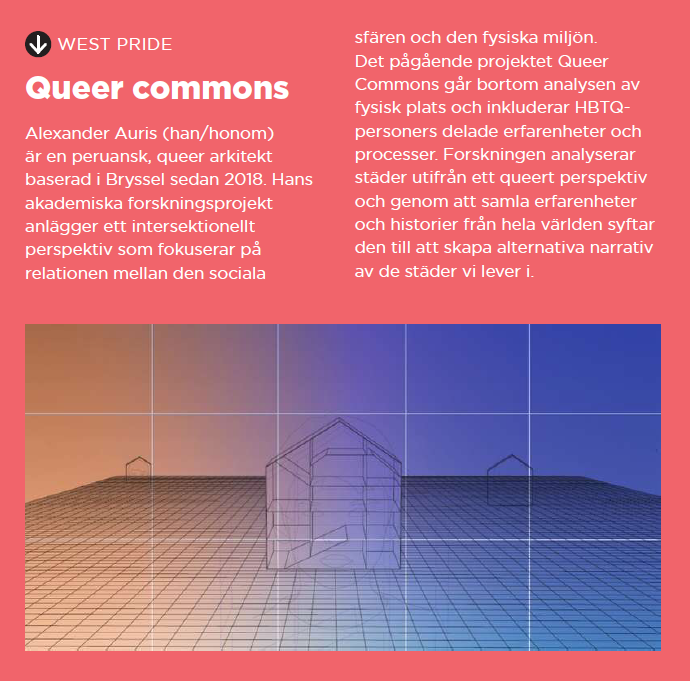 WEST PRIDE
Queer commons
Alexander Auris (han/honom)
är en peruansk, queer arkitekt
baserad i Bryssel sedan 2018. Hans
akademiska forskningsprojekt
anlägger ett intersektionellt
perspektiv som fokuserar på
relationen mellan den sociala
sfären och den fysiska miljön.
Det pågående projektet Queer
Commons går bortom analysen av
fysisk plats och inkluderar HBTQ-
personers delade erfarenheter och
processer. Forskningen analyserar
städer utifrån ett queert perspektiv
och genom att samla erfarenheter
och historier från hela världen syftar
den till att skapa alternativa narrativ
av de städer vi lever i.